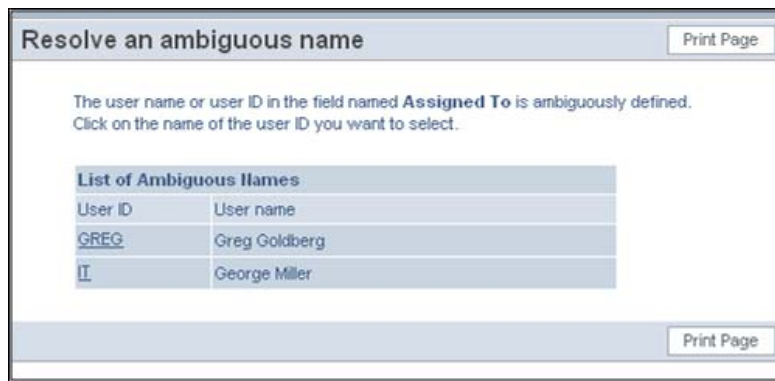 Resolve an ambiguous name
Print Page
The user name or user ID in the field named Assigned To is ambiguously defined.
Click on the name of the user ID you want to select.
List of Ambiguous Names
User ID User name
GREG Greg Goldberg
IT George Miller
Print Page